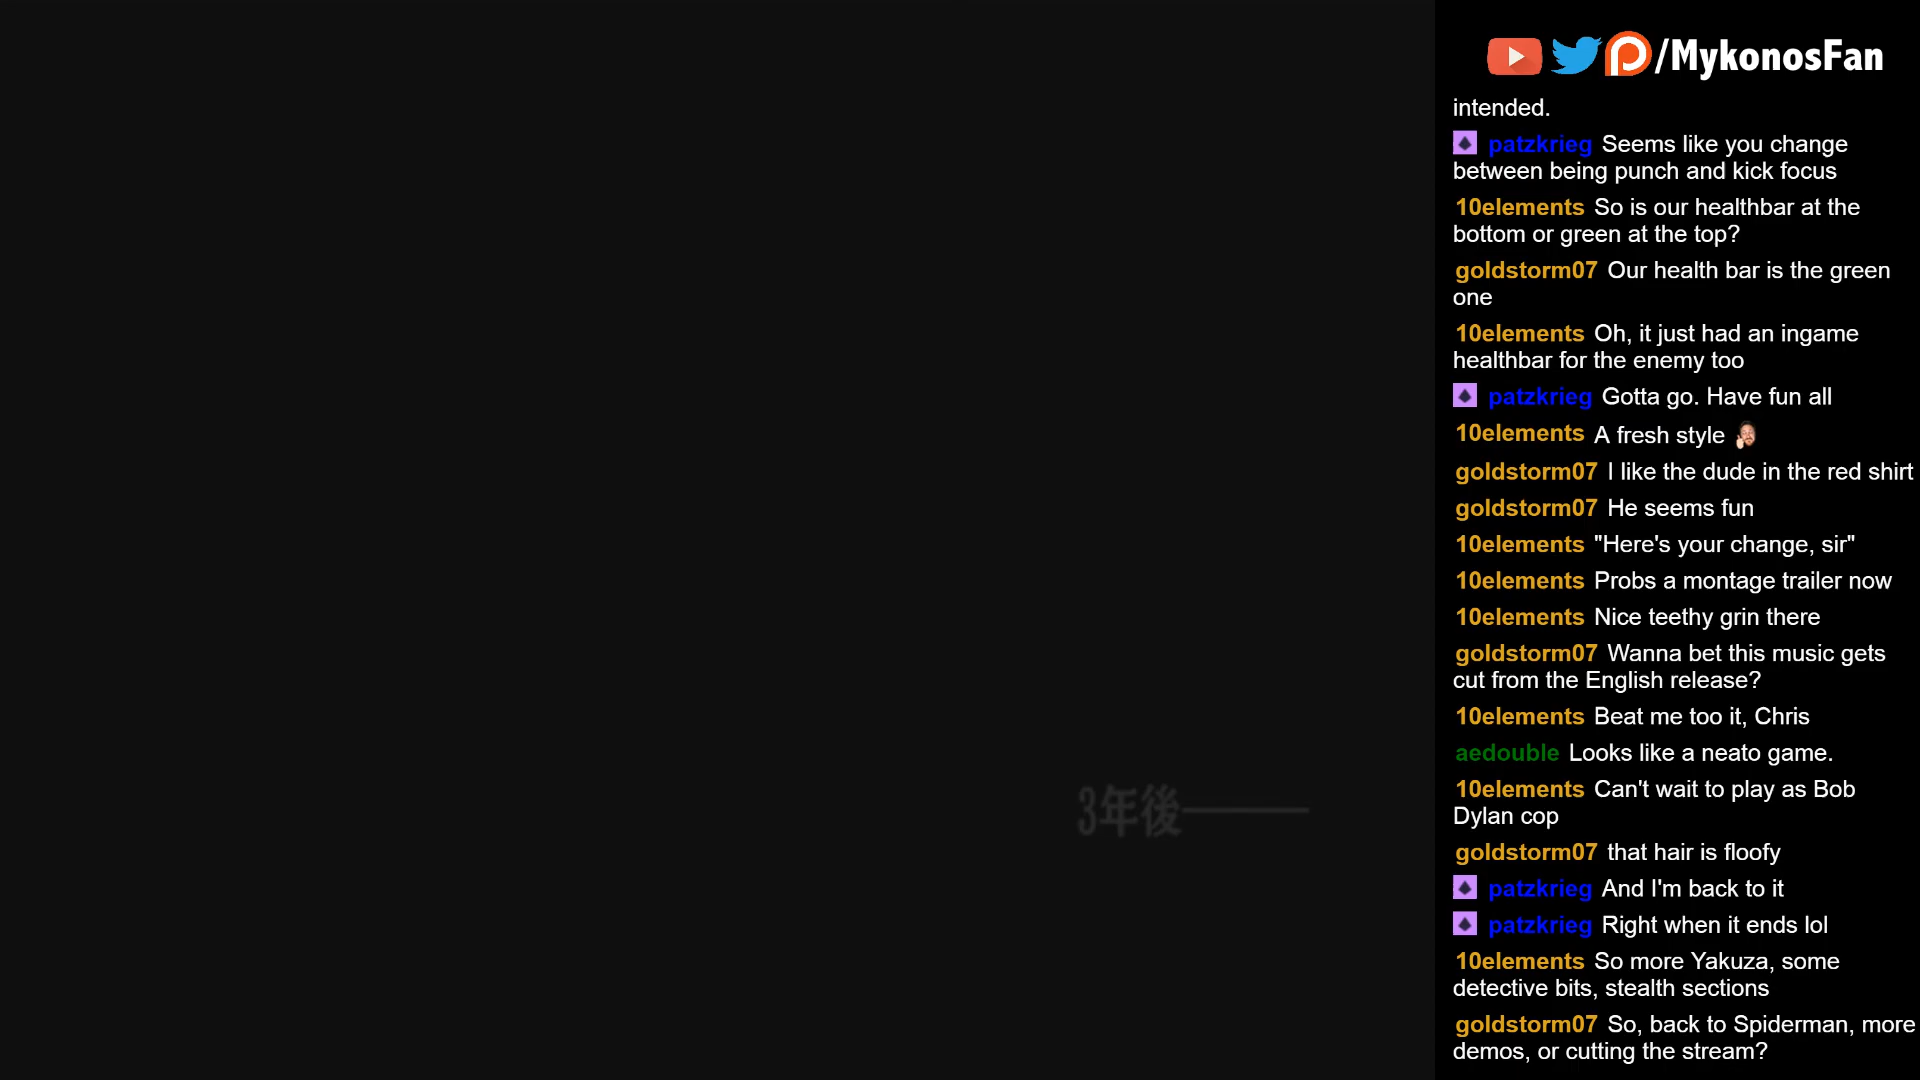 /MykonosFan
intended.
patzkrieg Seems like you change
between being punch and kick focus
10elements So is our healthbar at the
bottom or green at the top?
goldstorm07 Our health bar is the green
one
10elements Oh, it just had an ingame
healthbar for the enemy too
patzkrieg Gotta go. Have fun all
10elements A fresh style
goldstorm07 I like the dude in the red shirt
goldstorm07 He seems fun
10elements "Here's your change, sir"
10elements Probs a montage trailer now
10elements Nice teethy grin there
goldstorm07 Wanna bet this music gets
cut from the English release?
10elements Beat me too it, Chris
aedouble Looks like a neato game.
3年後―――
10elements Can't wait to play as Bob
Dylan cop
goldstorm07 that hair is floofy
patzkrieg And I'm back to it
patzkrieg Right when it ends lol
10elements So more Yakuza, some
detective bits, stealth sections
goldstorm07 So, back to Spiderman, more
demos, or cutting the stream?